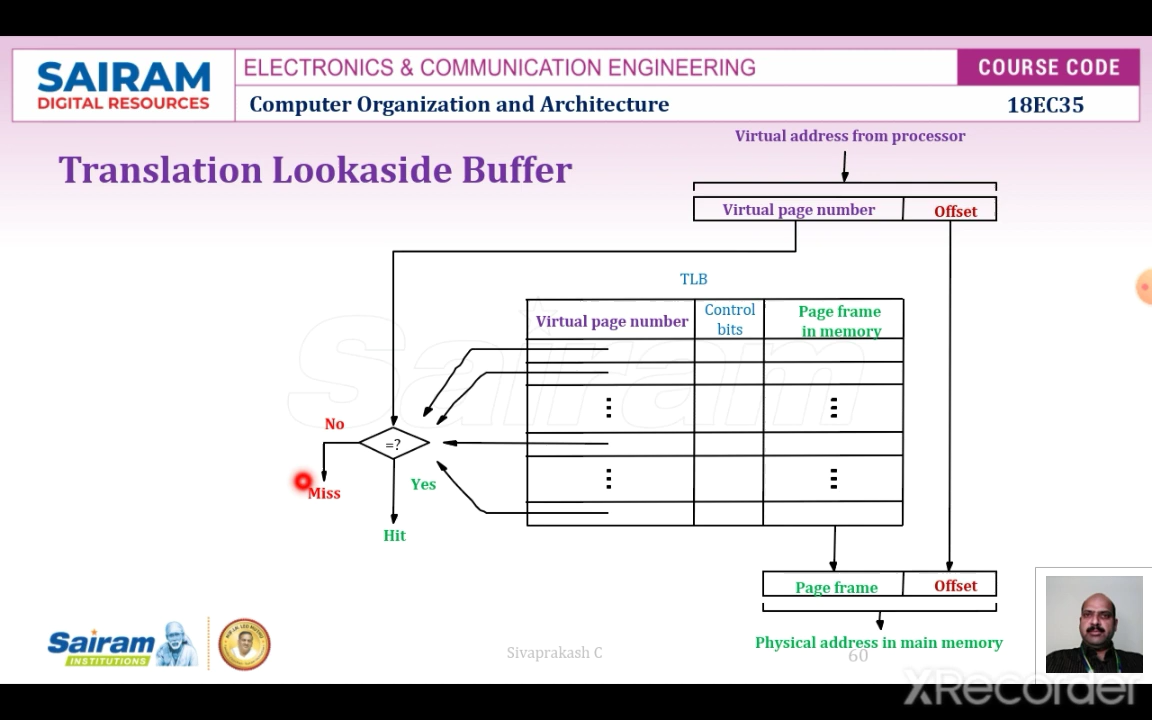 SAIRAM
DIGITAL RESOURCES
ELECTRONICS & COMMUNICATION ENGINEERING
COURSE CODE
Computer Organization and Architecture
18EC35
Translation Lookaside Buffer
Virtual address from processor
Virtual page number
Offset
TLB
Virtual page number
Control
bits
Page frame
in memory
Sairam
No
=?
Miss
Yes
Hit
Page frame
Offset
Physical address in main memory
Sairam
INSTITUTIONS
Sivaprakash C
60
XRecorder